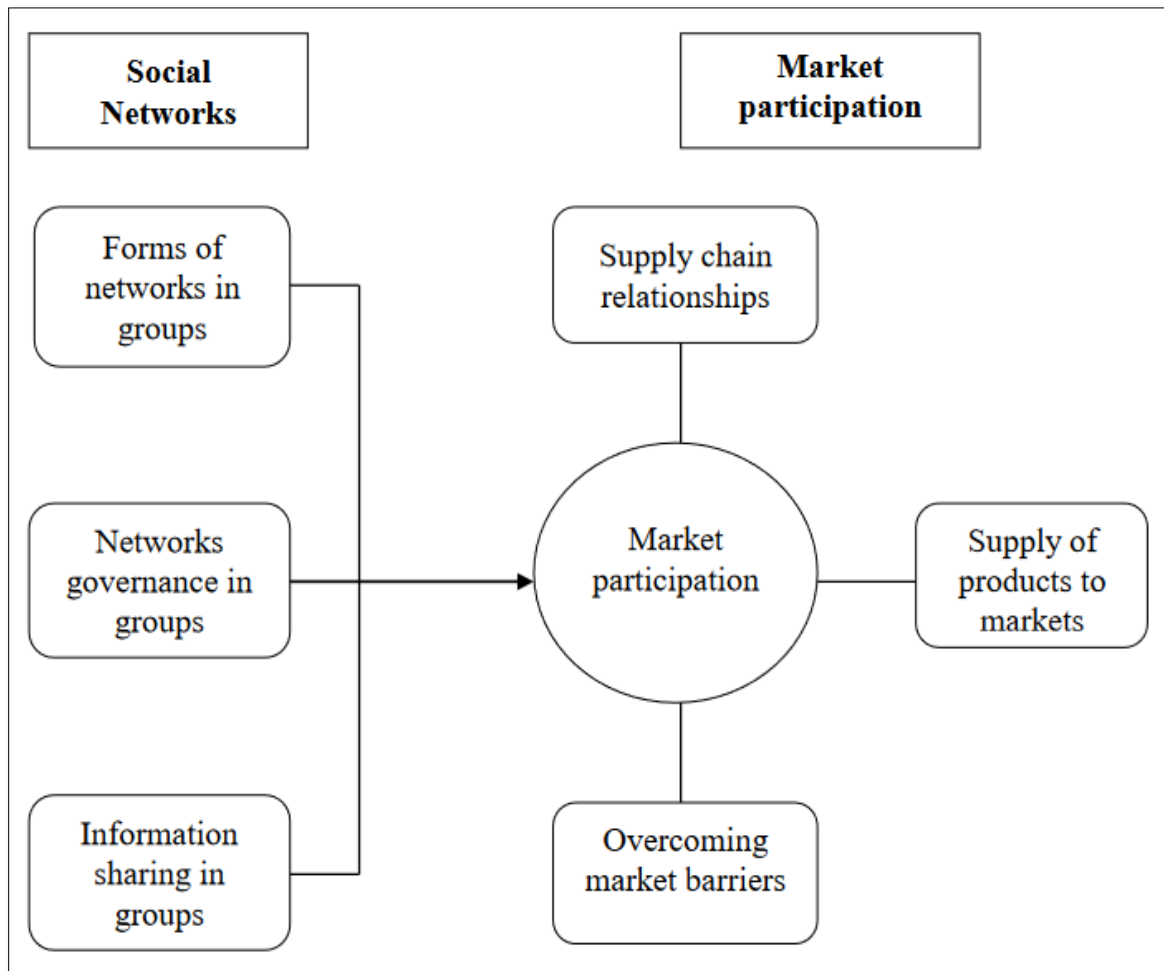 Social
Networks
Market
participation
Forms of
networks in
groups
Supply chain
relationships
Networks
governance in
groups
Market
participation
Supply of
products to
markets
Information
sharing in
groups
Overcoming
market barriers